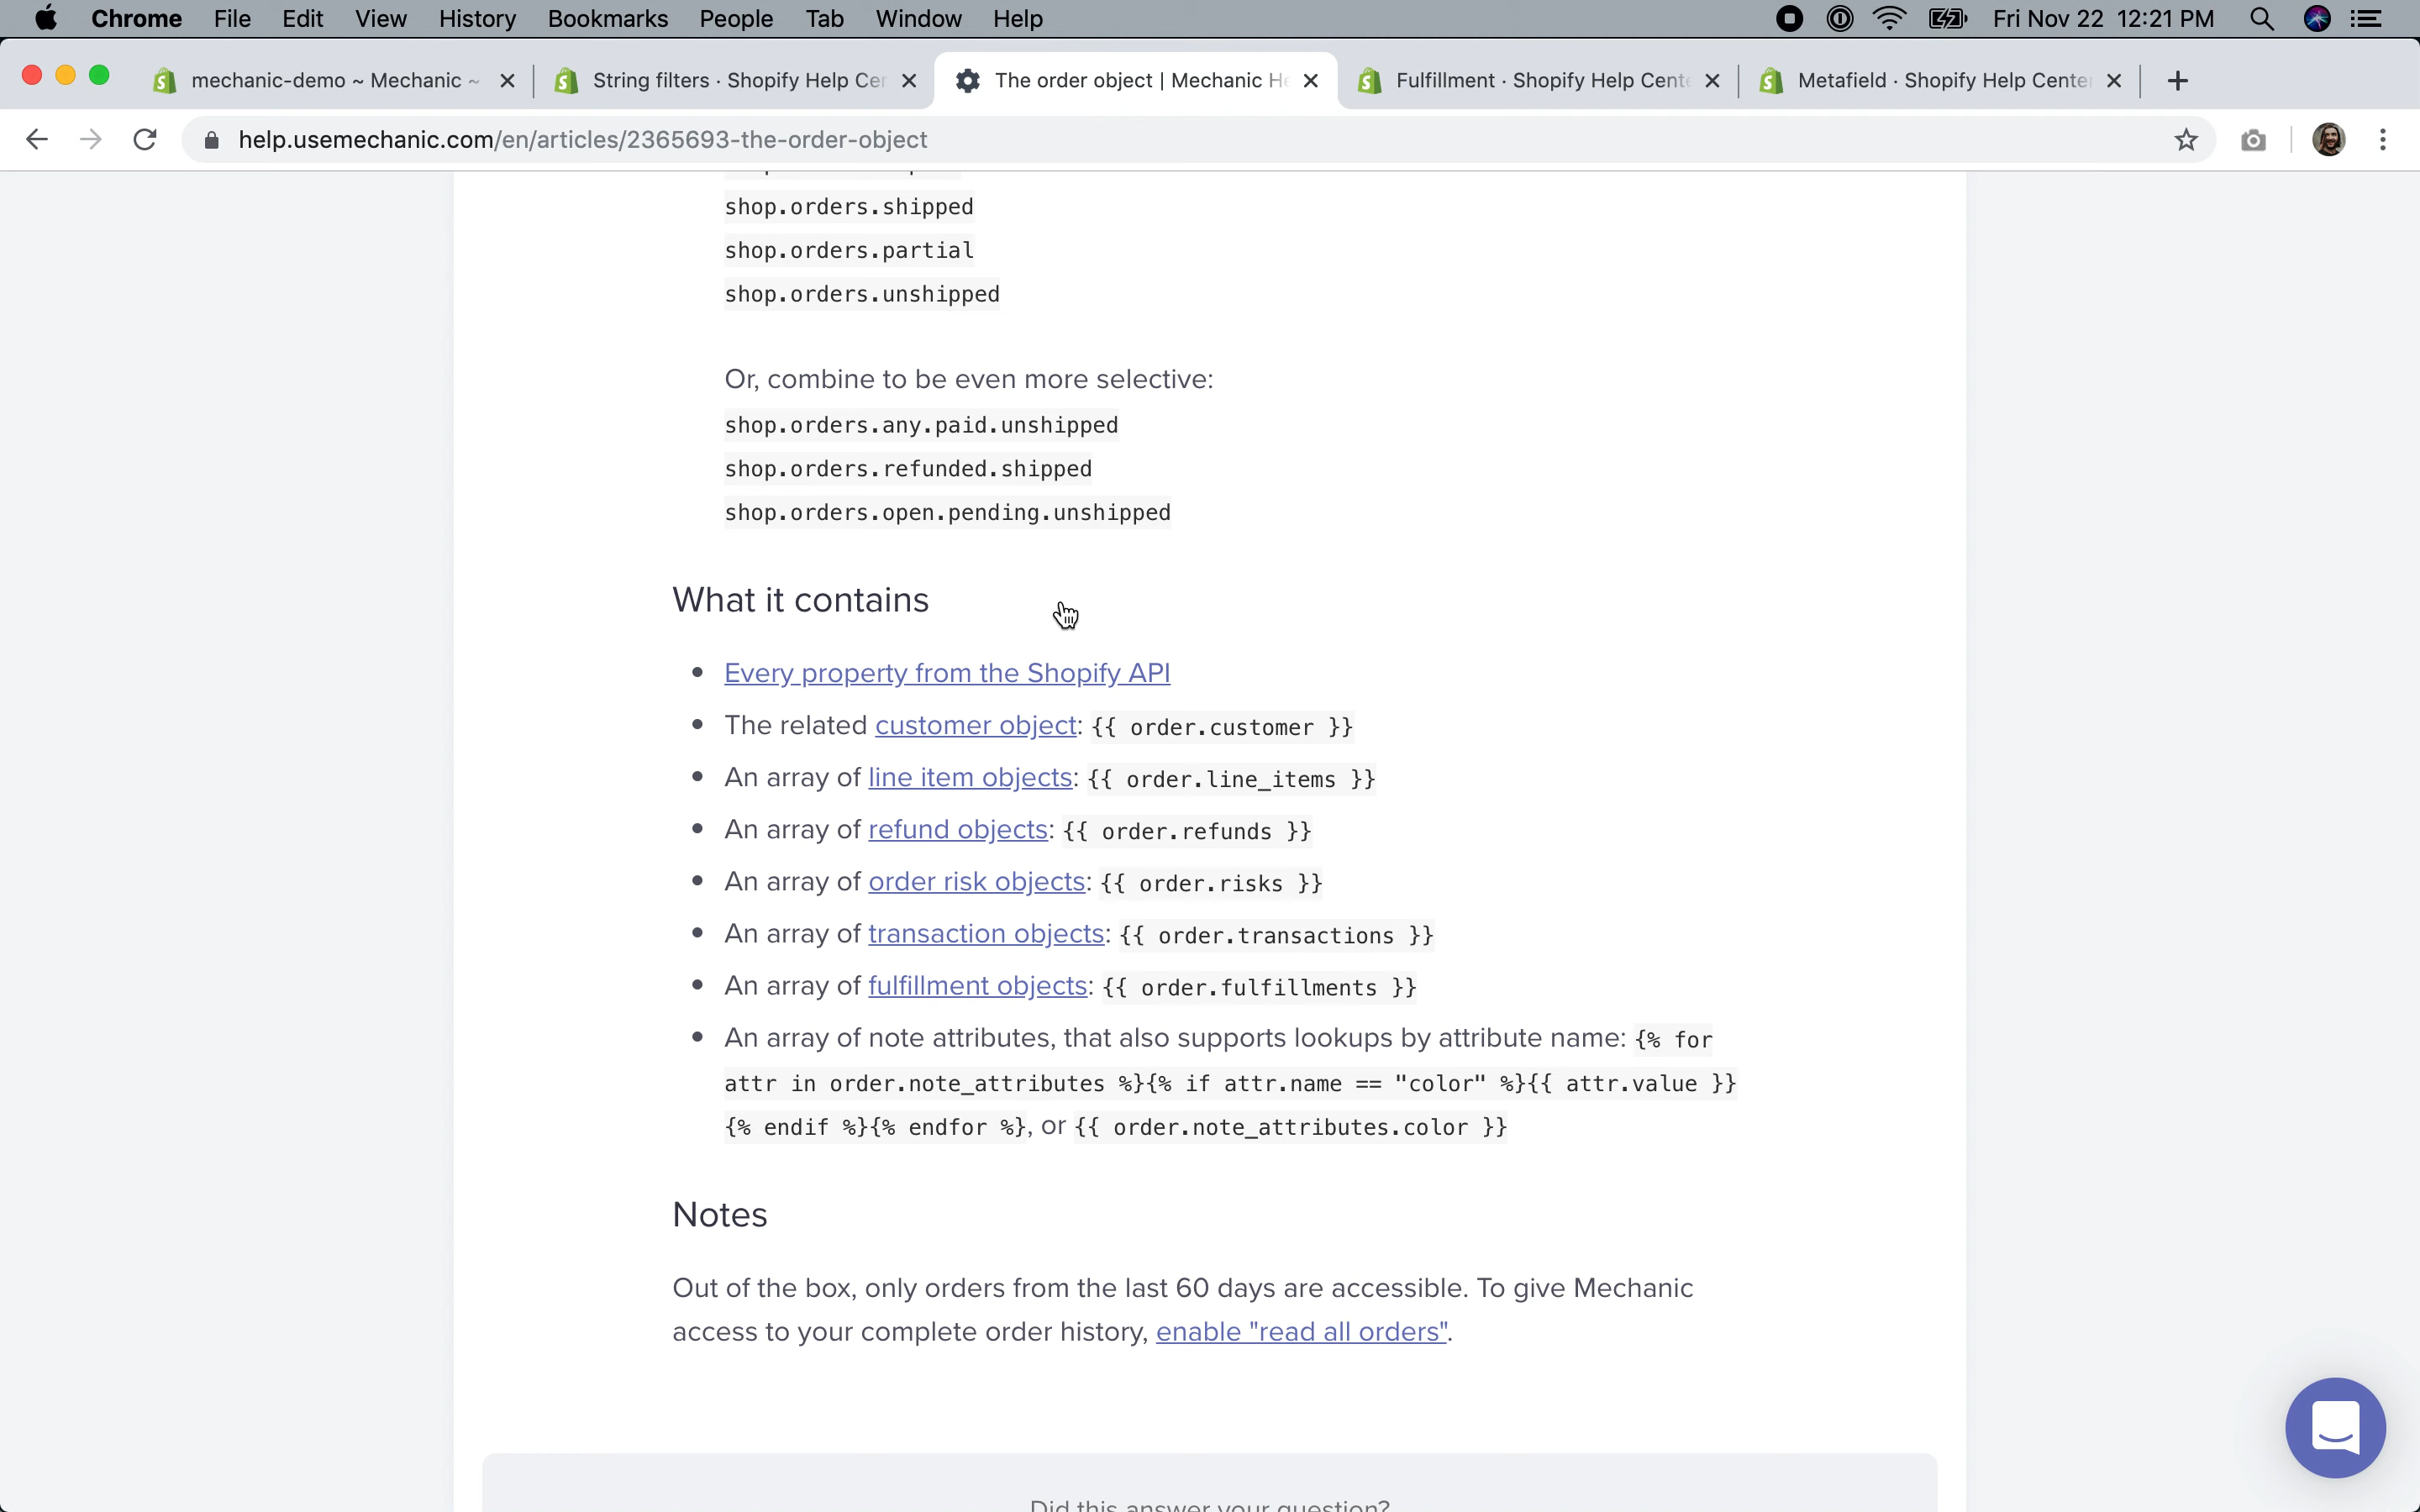 Chrome File Edit View History Bookmarks People Tab Window Help Fri Nov 22 12:21 PM
mechanic-demo ~ Mechanic ~ String filters · Shopify Help Cer The order object | Mechanic He Fulfillment · Shopify Help Cente Metafield · Shopify Help Center
help.usemechanic.com/en/articles/2365693-the-order-object
shop.orders.shipped
shop.orders.partial
shop.orders.unshipped
Or, combine to be even more selective:
shop.orders.any.paid.unshipped
shop.orders.refunded.shipped
shop.orders.open.pending.unshipped
What it contains
• Every property from the Shopify API
• The related customer object: {{ order.customer }}
• An array of line item objects: {{ order.line_items }}
• An array of refund objects: {{ order.refunds }}
• An array of order risk objects: {{ order.risks }}
• An array of transaction objects: {{ order.transactions }}
• An array of fulfillment objects: {{ order.fulfillments }}
• An array of note attributes, that also supports lookups by attribute name: {% for
attr in order.note_attributes %}{% if attr.name == "color" %}{{ attr.value }}
{% endif %}{% endfor %}, or {{ order.note_attributes.color }}
Notes
Out of the box, only orders from the last 60 days are accessible. To give Mechanic
access to your complete order history, enable "read all orders".
Did this answer your question?